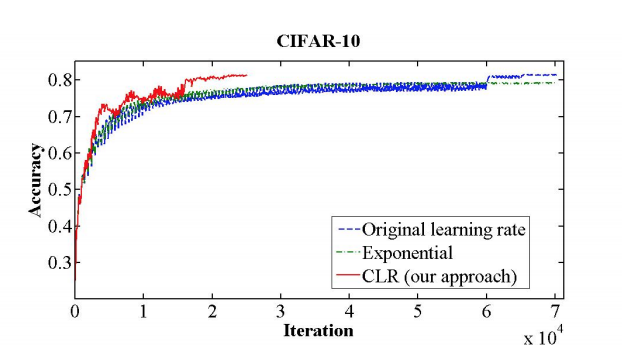 CIFAR-10
Accuracy
0.8
0.7
0.6
0.5
0.4
0.3
Original learning rate
Exponential
CLR (our approach)
0 1 2 3 4 5 6 7
Iteration
x 10^4